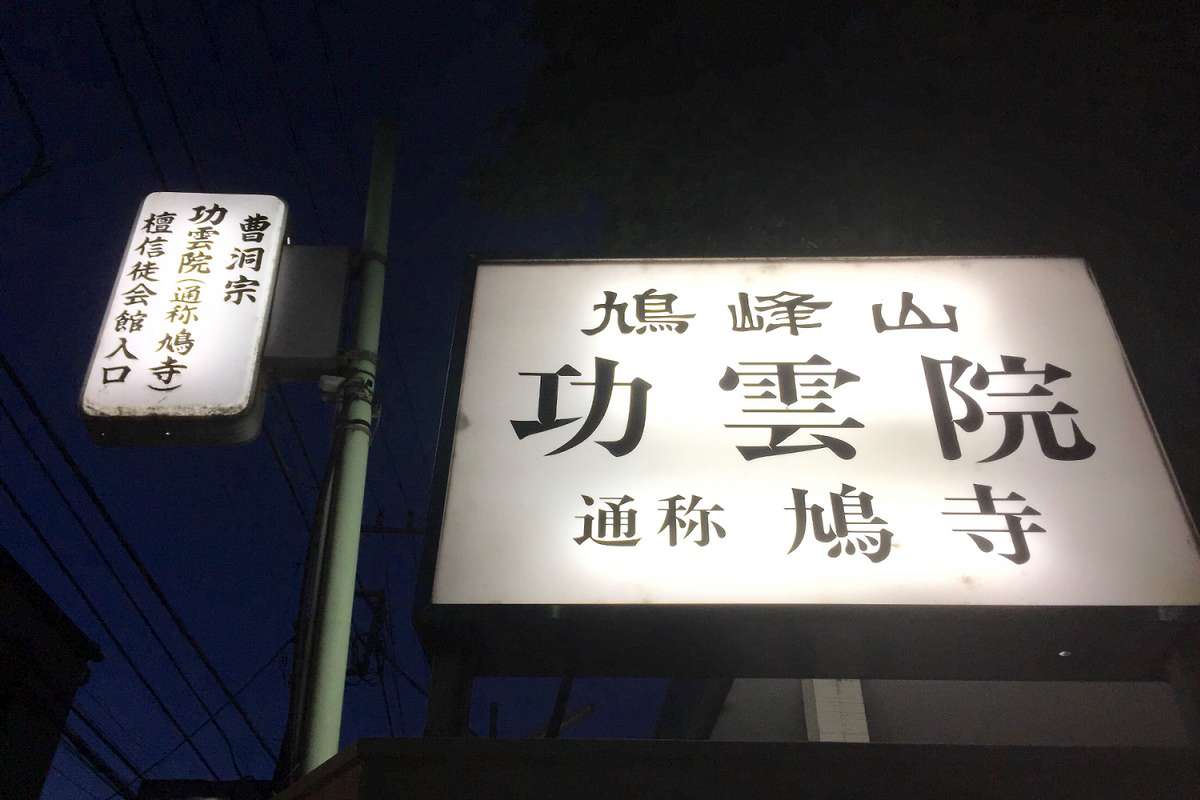 曹洞宗
功雲院（通称鳩寺）
檀信徒会館入口
鳩峰山
功雲院
通称 鳩寺